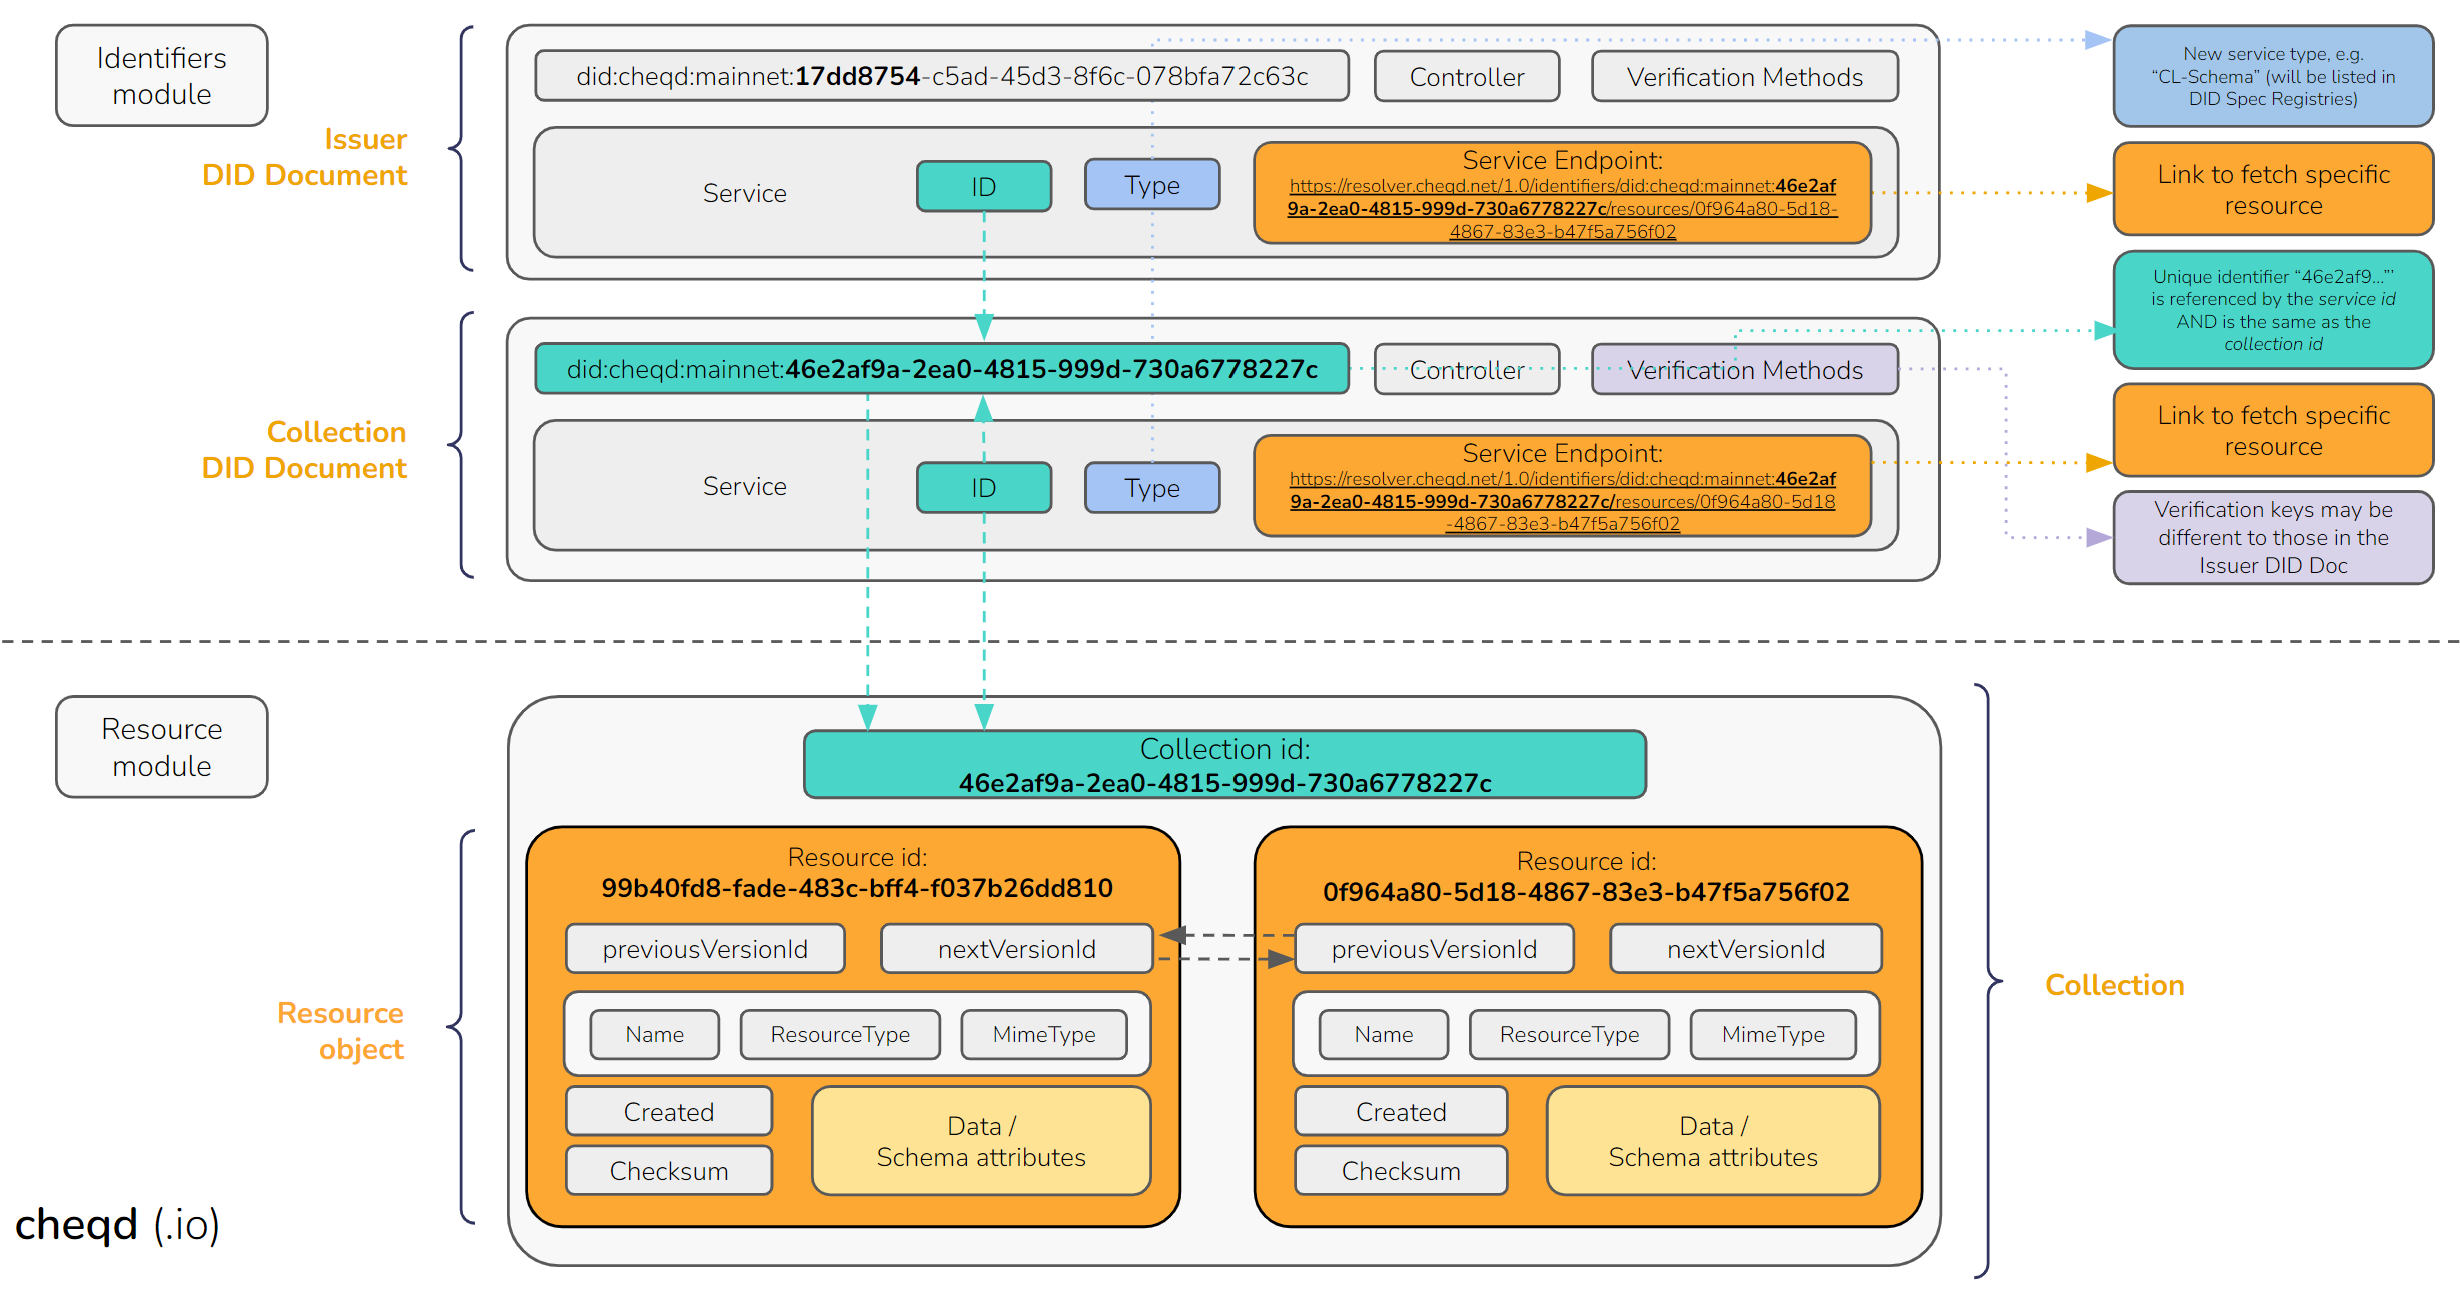 Identifiers
module
Issuer
DID Document
did:cheqd:mainnet:17dd8754-c5ad-45d3-8f6c-078bfa72c63c
Controller
Verification Methods
Service
ID
Type
Service Endpoint:
https://resolver.cheqd.net/1.0/identifiers/did:cheqd:mainnet:46e2af
9a-2ea0-4815-999d-730a6778227c/resources/0f964a80-5d18-
4867-83e3-b47f5a756f02
New service type, e.g.
“CL-Schema” (will be listed in
DID Spec Registries)
Link to fetch specific
resource
Unique identifier “46e2af9...”’
is referenced by the service id
AND is the same as the
collection id
Collection
DID Document
did:cheqd:mainnet:46e2af9a-2ea0-4815-999d-730a6778227c
Controller
Verification Methods
Service
ID
Type
Service Endpoint:
https://resolver.cheqd.net/1.0/identifiers/did:cheqd:mainnet:46e2af
9a-2ea0-4815-999d-730a6778227c/resources/0f964a80-5d18
-4867-83e3-b47f5a756f02
Link to fetch specific
resource
Verification keys may be
different to those in the
Issuer DID Doc
Resource
module
Collection id:
46e2af9a-2ea0-4815-999d-730a6778227c
Resource
object
Resource id:
99b40fd8-fade-483c-bff4-f037b26dd810
previousVersionId
nextVersionId
Name
ResourceType
MimeType
Created
Checksum
Data /
Schema attributes
Resource id:
0f964a80-5d18-4867-83e3-b47f5a756f02
previousVersionId
nextVersionId
Name
ResourceType
MimeType
Created
Checksum
Data /
Schema attributes
Collection
cheqd (.io)